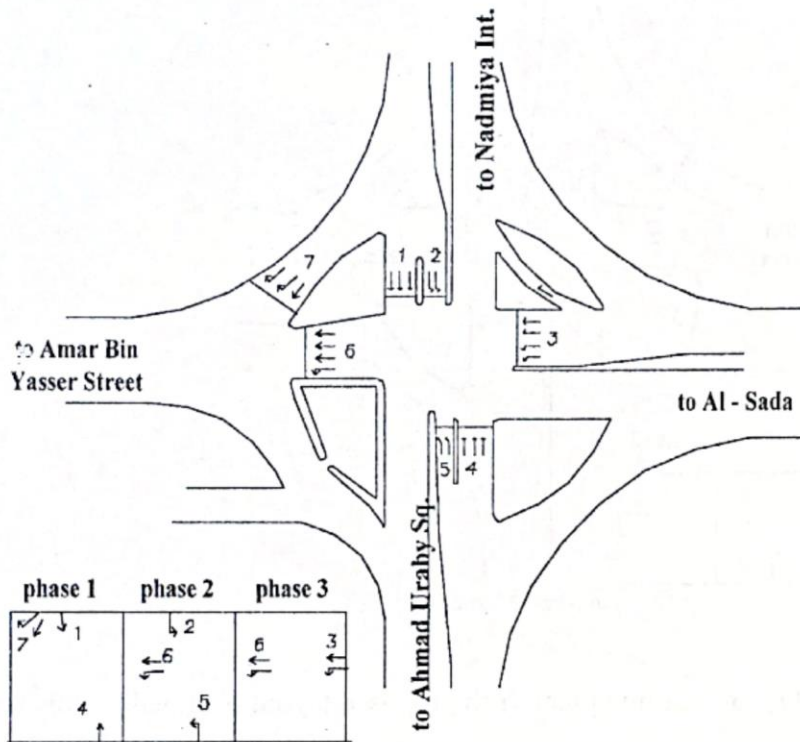 to Nadmiya Int.
1 2
7
3
6
to Amar Bin
Yasser Street
to Al - Sada
5 4
to Ahmad Uraby Sq.
phase 1 phase 2 phase 3
7 1 2 6 6 3
4 5